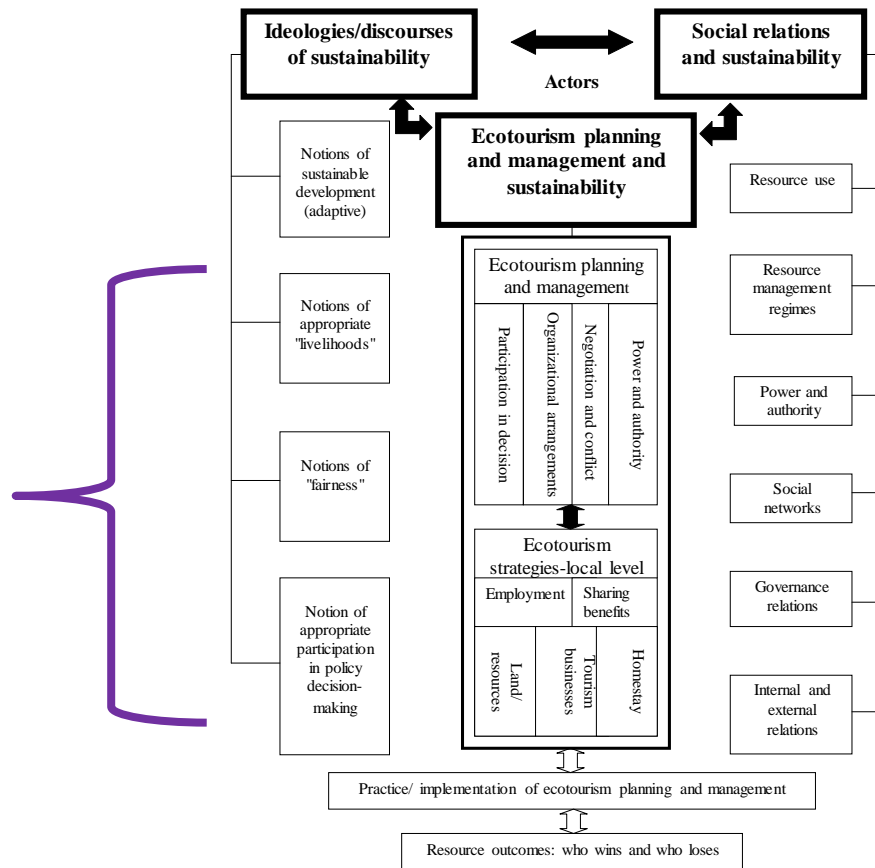 Ideologies/discourses
of sustainability
Social relations
and sustainability
Actors
Ecotourism planning
and management and
sustainability
Notions of
sustainable
development
(adaptive)
Notions of
appropriate
"livelihoods"
Notions of
"fairness"
Notion of
appropriate
participation
in policy
decision-
making
Ecotourism planning
and management
Participation in decision
Organizational arrangements
Negotiation and conflict
Power and authority
Ecotourism
strategies-local level
Employment
Sharing
benefits
Land/
resources
Tourism
businesses
Homestay
Resource use
Resource
management
regimes
Power and
authority
Social
networks
Governance
relations
Internal and
external
relations
Practice/ implementation of ecotourism planning and management
Resource outcomes: who wins and who loses